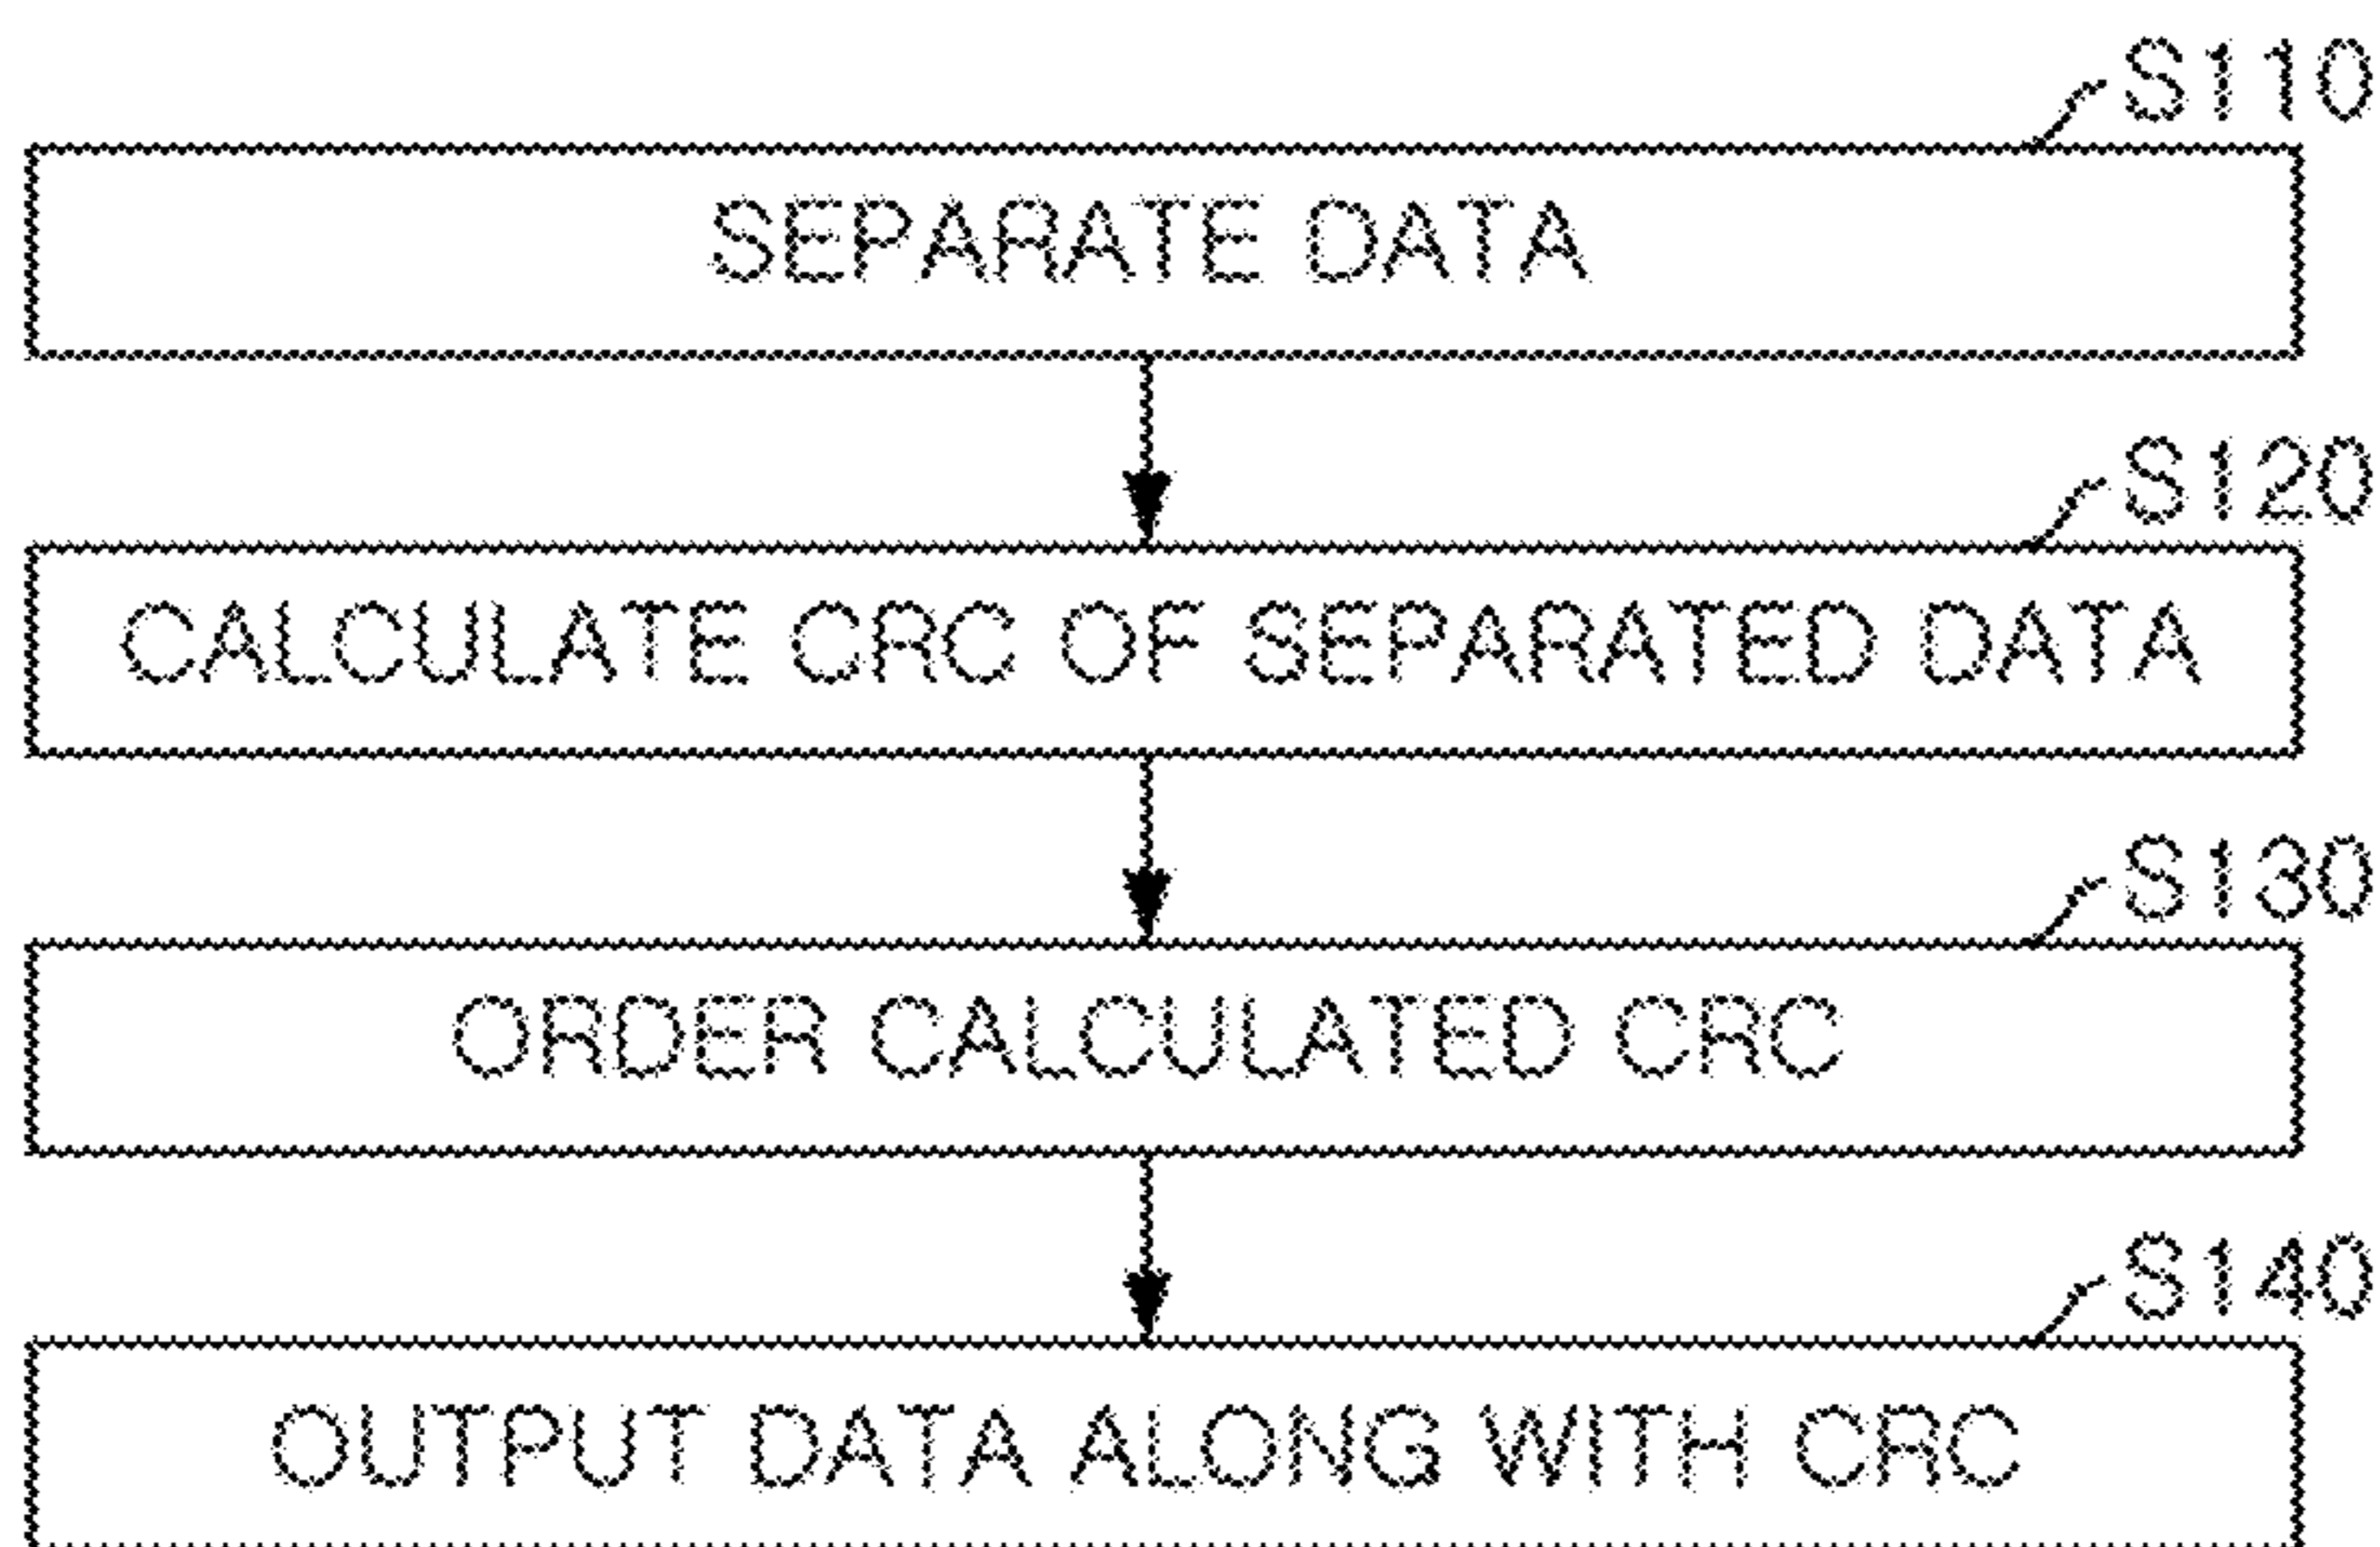 S110
SEPARATE DATA
S120
CALCULATE CRC OF SEPARATED DATA
S130
ORDER CALCULATED CRC
S140
OUTPUT DATA ALONG WITH CRC